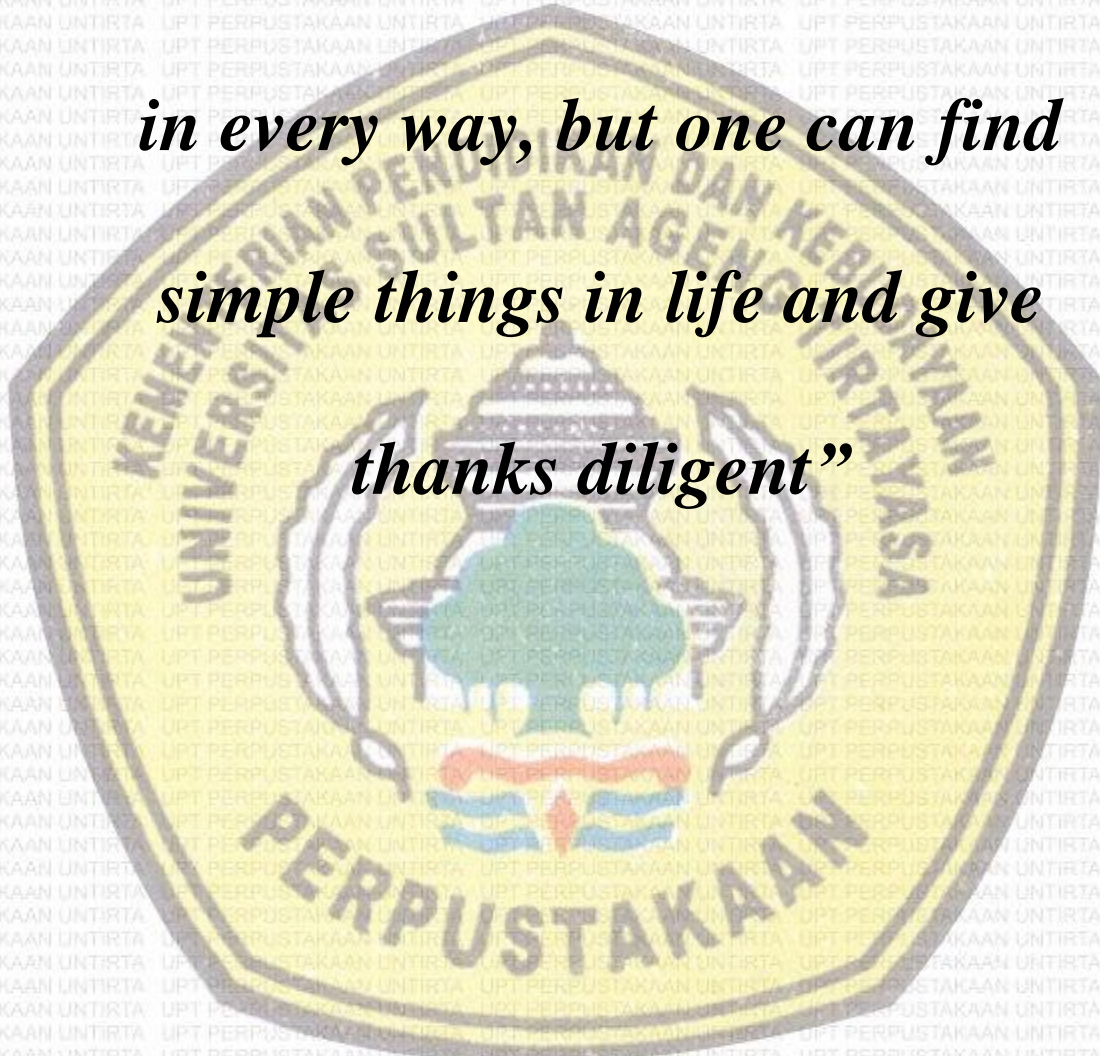 in every way, but one can find
simple things in life and give
thanks diligent”
KEMENTERIAN PENDIDIKAN DAN KEBUDAYAAN
UNIVERSITAS SULTAN AGENG TIRTAYASA
PERPUSTAKAAN
UPT PERPUSTAKAAN UNTIRTA